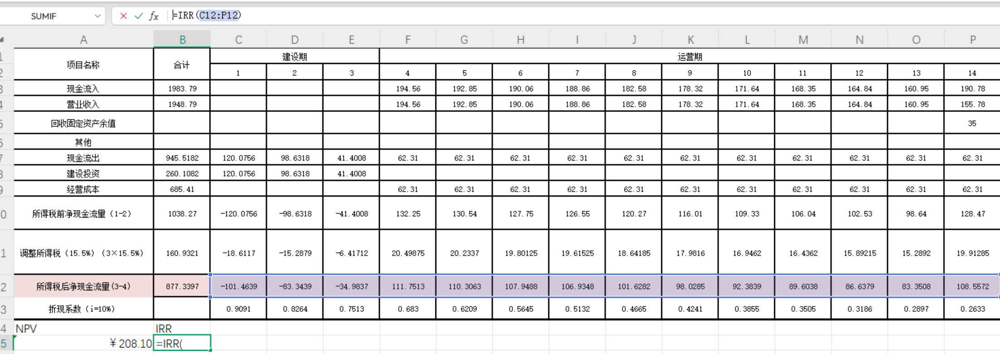 SUMIF =IRR(C12:P12)
A B C D E F G H I J K L M N O P
1 项目名称 合计 建设期 运营期
2 1 2 3 4 5 6 7 8 9 10 11 12 13 14
3 现金流入 1983.79 194.56 192.85 190.06 188.86 182.58 178.32 171.64 168.35 164.84 160.95 190.78
4 营业收入 1948.79 194.56 192.85 190.06 188.86 182.58 178.32 171.64 168.35 164.84 160.95 155.78
5 回收固定资产余值 35
6 其他
7 现金流出 945.5182 120.0756 98.6318 41.4008 62.31 62.31 62.31 62.31 62.31 62.31 62.31 62.31 62.31 62.31 62.31
8 建设投资 260.1082 120.0756 98.6318 41.4008
9 经营成本 685.41 62.31 62.31 62.31 62.31 62.31 62.31 62.31 62.31 62.31 62.31 62.31
0 所得税前净现金流量（1-2） 1038.27 -120.0756 -98.6318 -41.4008 132.25 130.54 127.75 126.55 120.27 116.01 109.33 106.04 102.53 98.64 128.47
1 调整所得税（15.5%）（3×15.5%） 160.9321 -18.6117 -15.2879 -6.41712 20.49875 20.2337 19.80125 19.61525 18.64185 17.9816 16.9462 16.4362 15.89215 15.2892 19.91285
2 所得税后净现金流量(3-4) 877.3397 -101.4639 -83.3439 -34.9837 111.7513 110.3063 107.9488 106.9348 101.6282 98.0285 92.3839 89.6038 86.6379 83.3508 108.5572
3 折现系数（i=10%） 0.9091 0.8264 0.7513 0.683 0.6209 0.5645 0.5132 0.4665 0.4241 0.3855 0.3505 0.3186 0.2897 0.2633
4 NPV IRR
5 ¥208.10 =IRR(